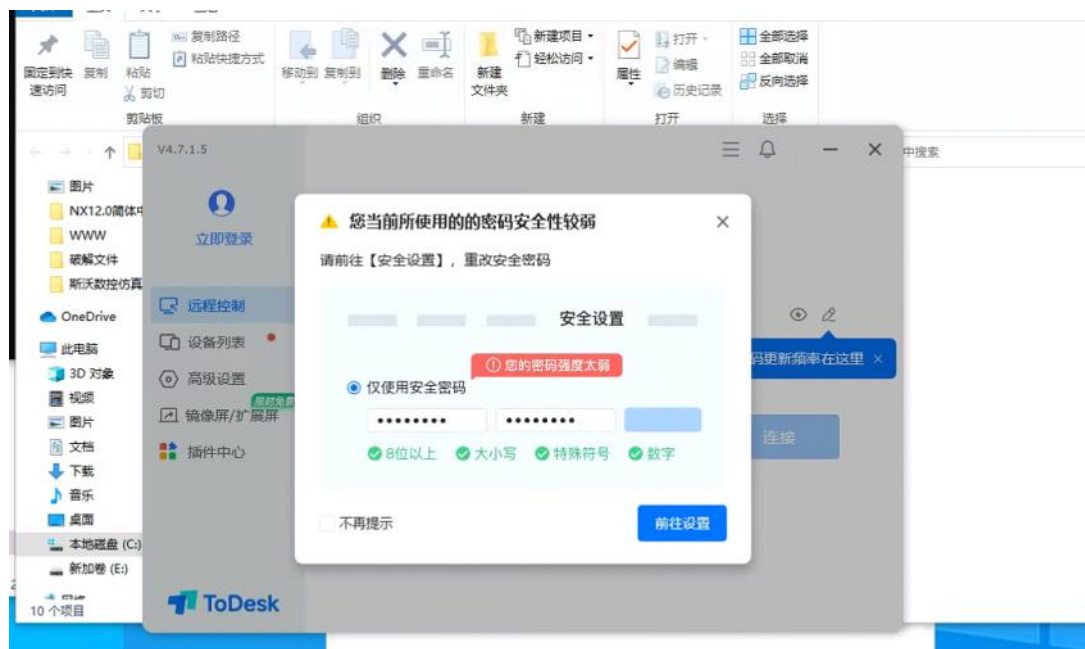 复制路径
粘贴快捷方式
固定到快速访问
复制
粘贴
剪切
移动到
复制到
删除
重命名
新建文件夹
新建项目
轻松访问
属性
打开
编辑
历史记录
全部选择
全部取消
反向选择
剪贴板
组织
新建
打开
选择
中搜索
图片
NX12.0简体中
WWW
破解文件
斯沃数控仿真
OneDrive
此电脑
3D 对象
视频
图片
文档
下载
音乐
桌面
本地磁盘 (C:)
新加卷 (E:)
10 个项目
V4.7.1.5
立即登录
远程控制
设备列表
高级设置
限时免费
镜像屏/扩展屏
插件中心
ToDesk
码更新频率在这里
连接
您当前所使用的的密码安全性较弱
请前往【安全设置】,重改安全密码
安全设置
您的密码强度太弱
仅使用安全密码
8位以上
大小写
特殊符号
数字
不再提示
前往设置